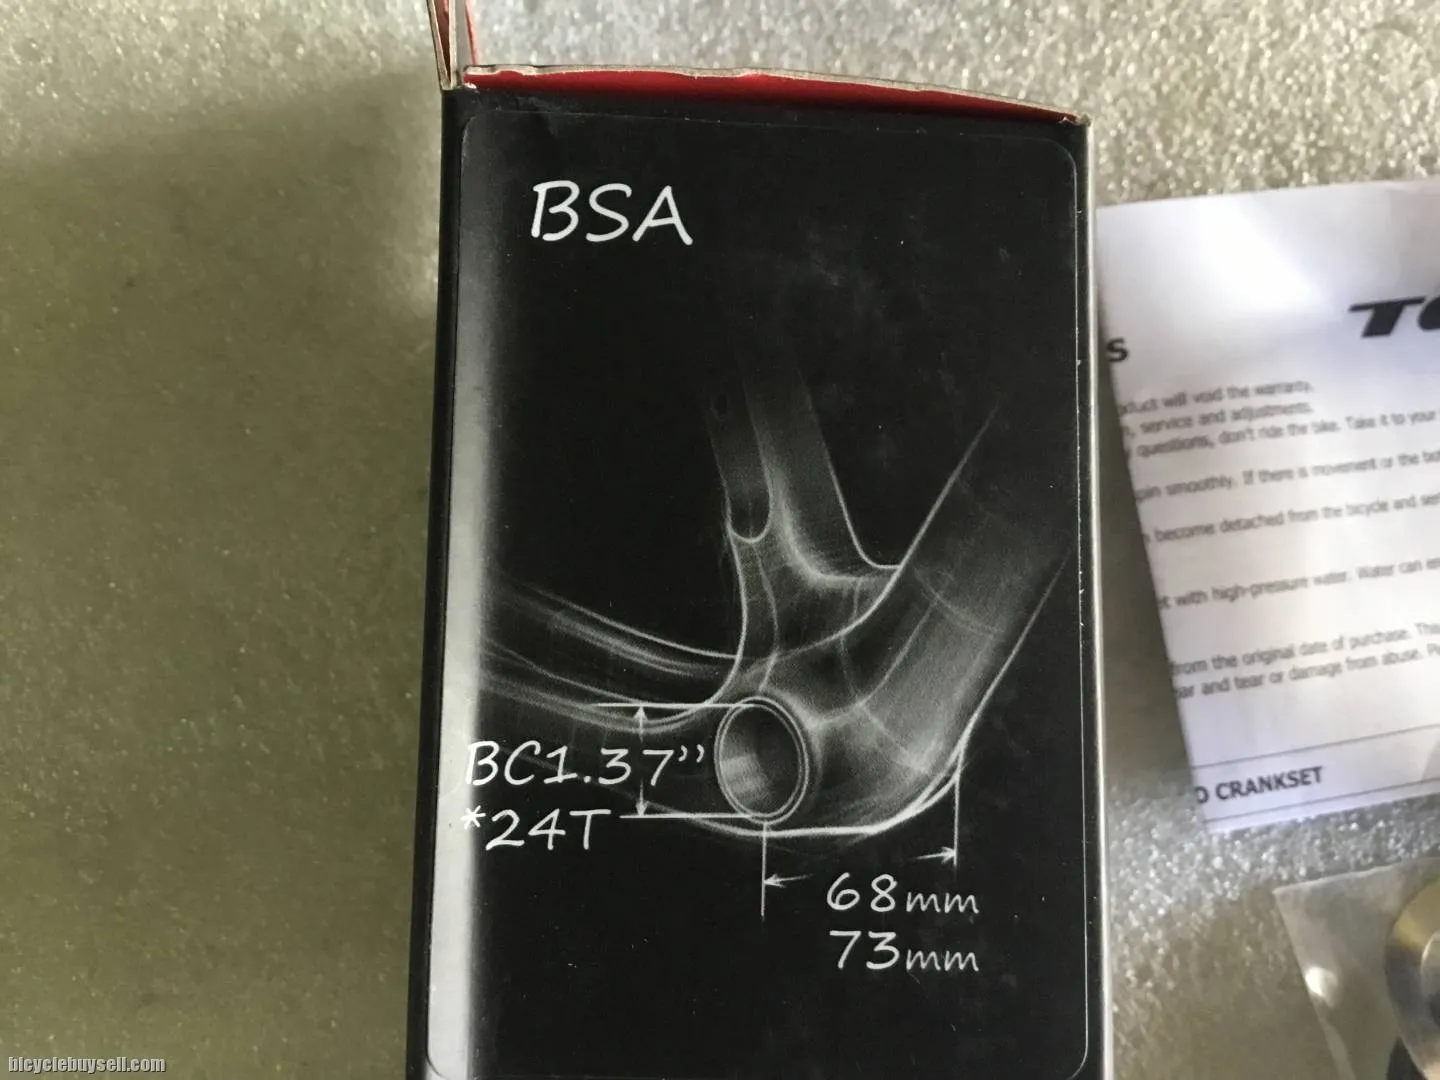 BSA
BC1.37”
*24T
68mm
73mm
S
product will void the warranty.
, service and adjustments.
questions, don't ride the bike. Take it to your
spin smoothly. If there is movement or the
become detached from the bicycle and
with high-pressure water. Water can
from the original date of purchase. This
ear and tear or damage from abuse.
O CRANKSET
bicyclebuysell.com